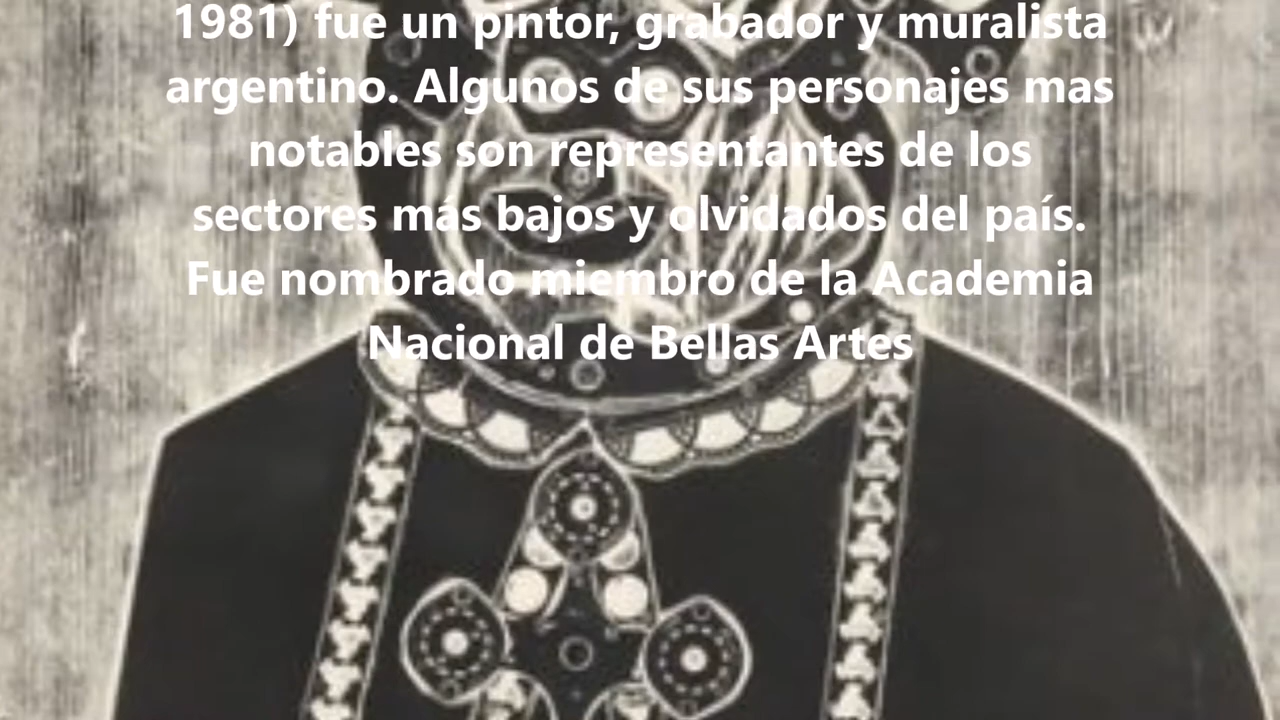 1981) fue un pintor, grabador y muralista
argentino. Algunos de sus personajes mas
notables son representantes de los
sectores más bajos y olvidados del país.
Fue nombrado miembro de la Academia
Nacional de Bellas Artes